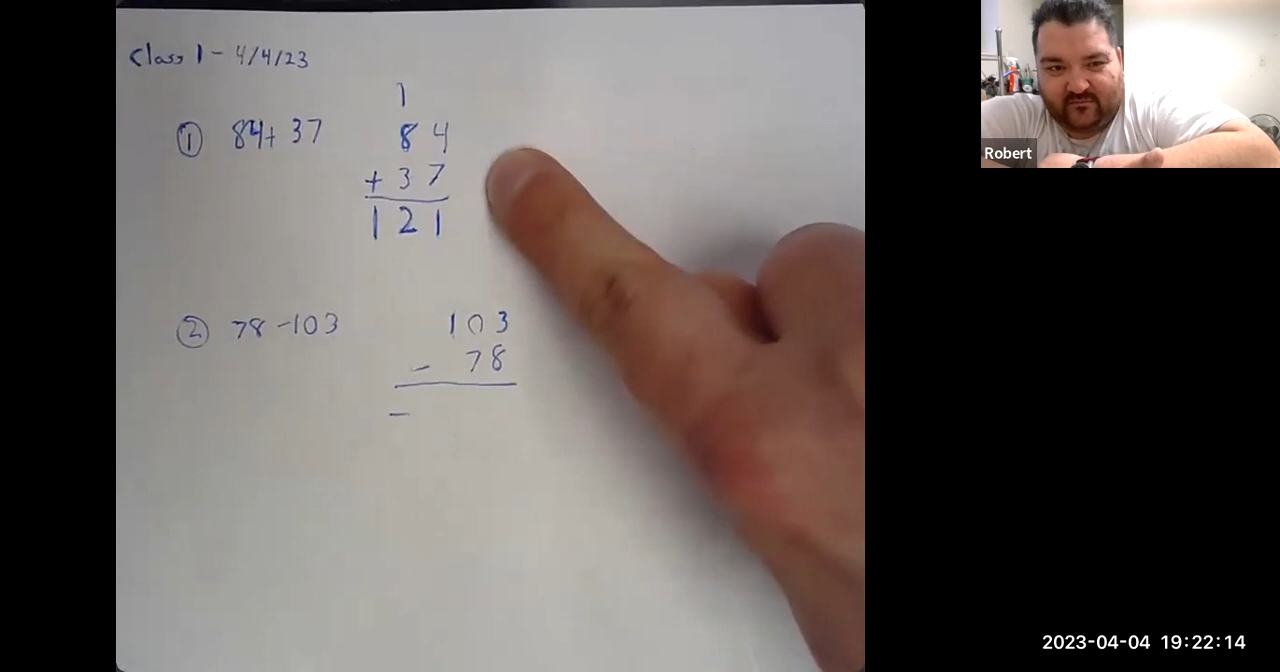 Class 1 - 4/4/23
1
① 84 + 37 84
+ 37
121
② 78 - 103 103
- 78
-
Robert
2023-04-04 19:22:14